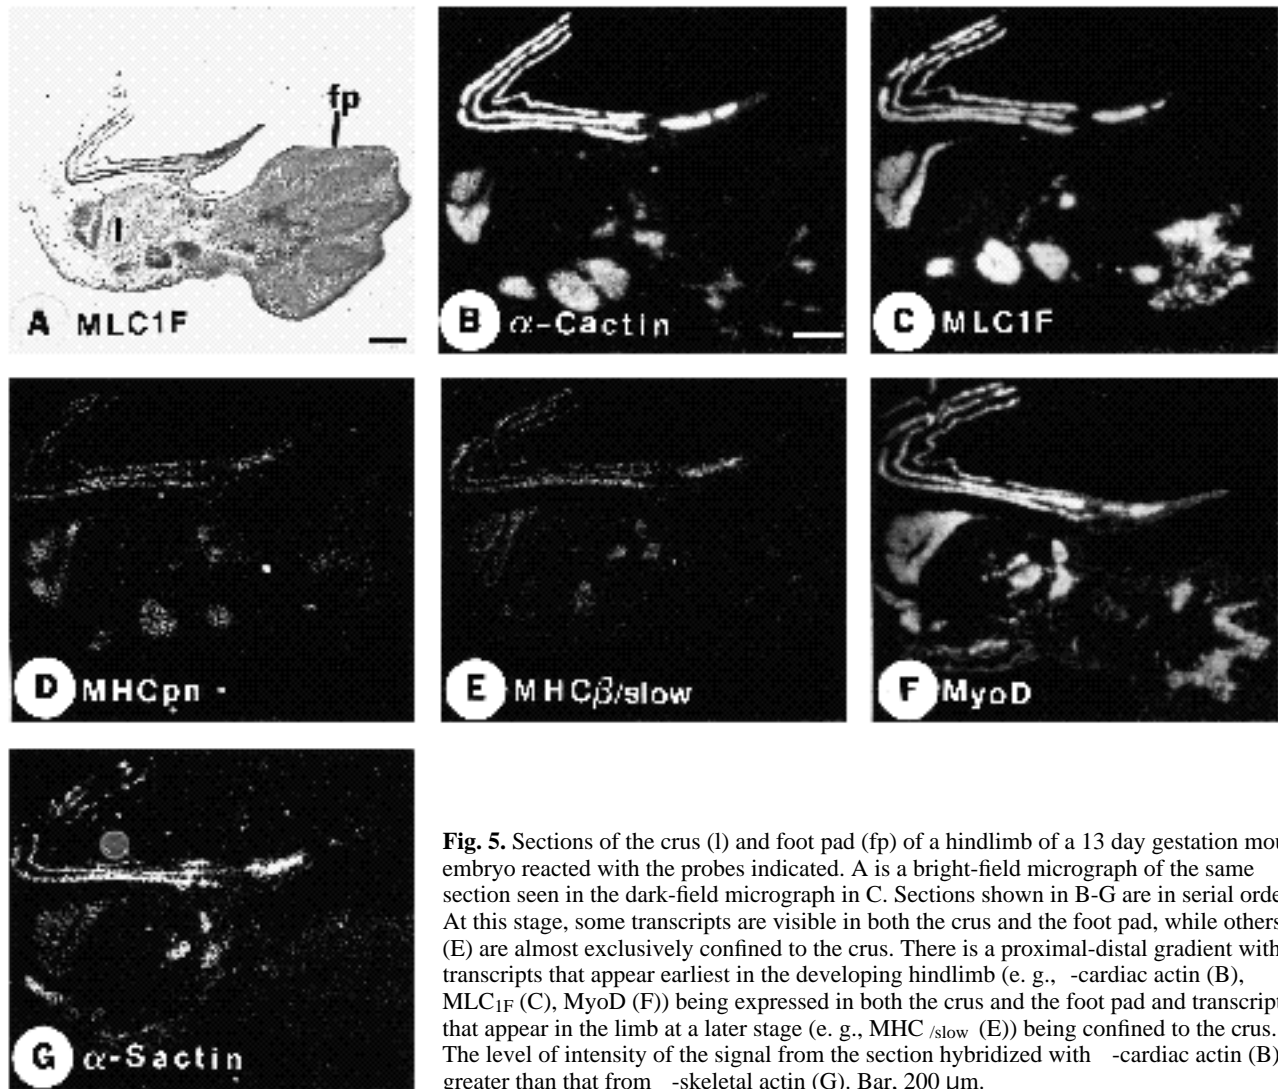 fp
l
A MLC1F
B α-Cactin
C MLC1F
D MHCpn
E MHCβ/slow
F MyoD
G α-Sactin
Fig. 5. Sections of the crus (l) and foot pad (fp) of a hindlimb of a 13 day gestation mou
embryo reacted with the probes indicated. A is a bright-field micrograph of the same
section seen in the dark-field micrograph in C. Sections shown in B-G are in serial orde
At this stage, some transcripts are visible in both the crus and the foot pad, while others
(E) are almost exclusively confined to the crus. There is a proximal-distal gradient with
transcripts that appear earliest in the developing hindlimb (e. g., -cardiac actin (B),
MLC1F (C), MyoD (F)) being expressed in both the crus and the foot pad and transcript
that appear in the limb at a later stage (e. g., MHC /slow (E)) being confined to the crus.
The level of intensity of the signal from the section hybridized with -cardiac actin (B)
greater than that from -skeletal actin (G). Bar, 200 µm.